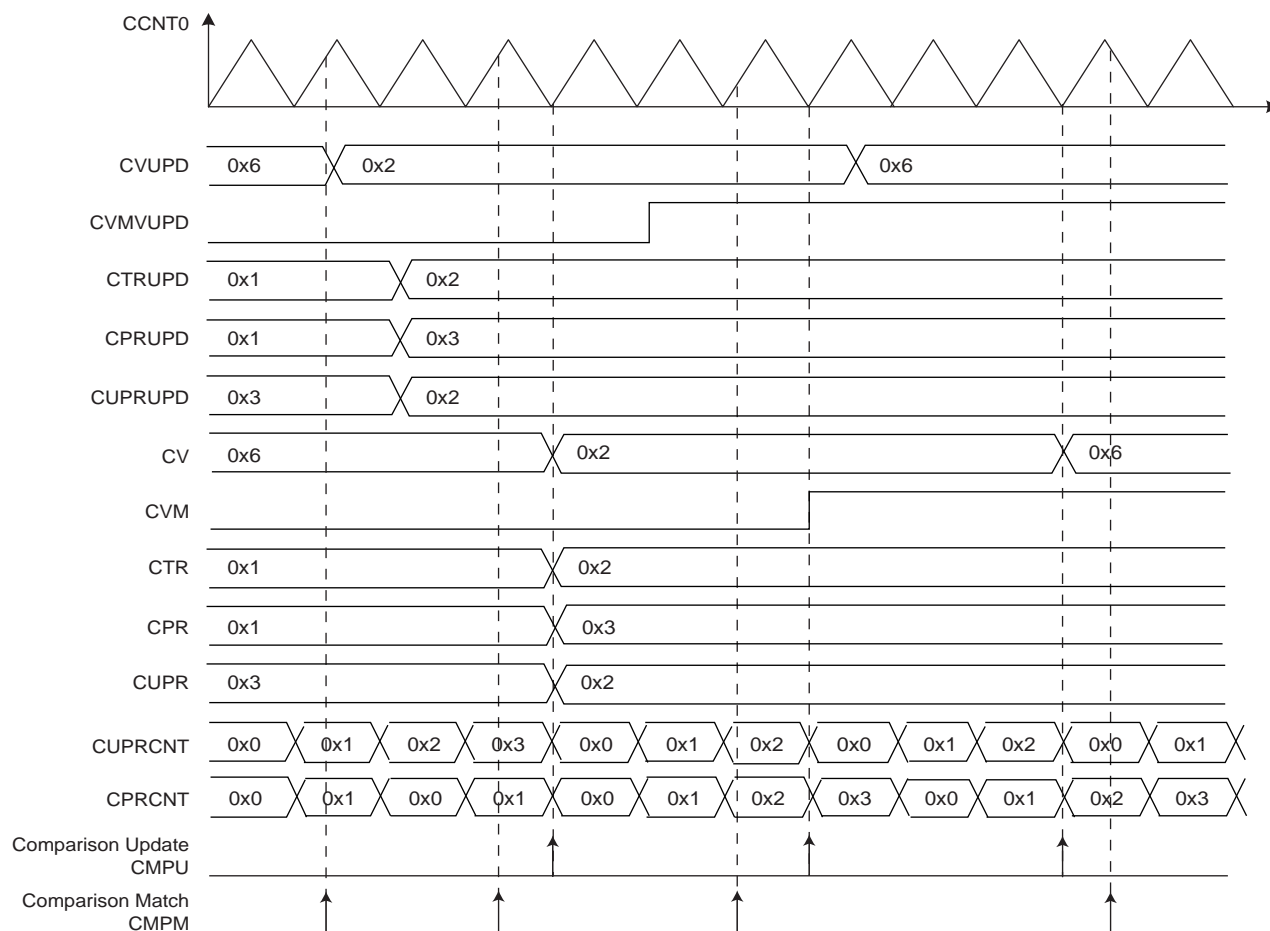 CCNT0
CVUPD 0x6 0x2 0x6
CVMVUPD
CTRUPD 0x1 0x2
CPRUPD 0x1 0x3
CUPRUPD 0x3 0x2
CV 0x6 0x2 0x6
CVM
CTR 0x1 0x2
CPR 0x1 0x3
CUPR 0x3 0x2
CUPRCNT 0x0 0x1 0x2 0x3 0x0 0x1 0x2 0x0 0x1 0x2 0x0 0x1
CPRCNT 0x0 0x1 0x0 0x1 0x0 0x1 0x2 0x3 0x0 0x1 0x2 0x3
Comparison Update
CMPU
Comparison Match
CMPM